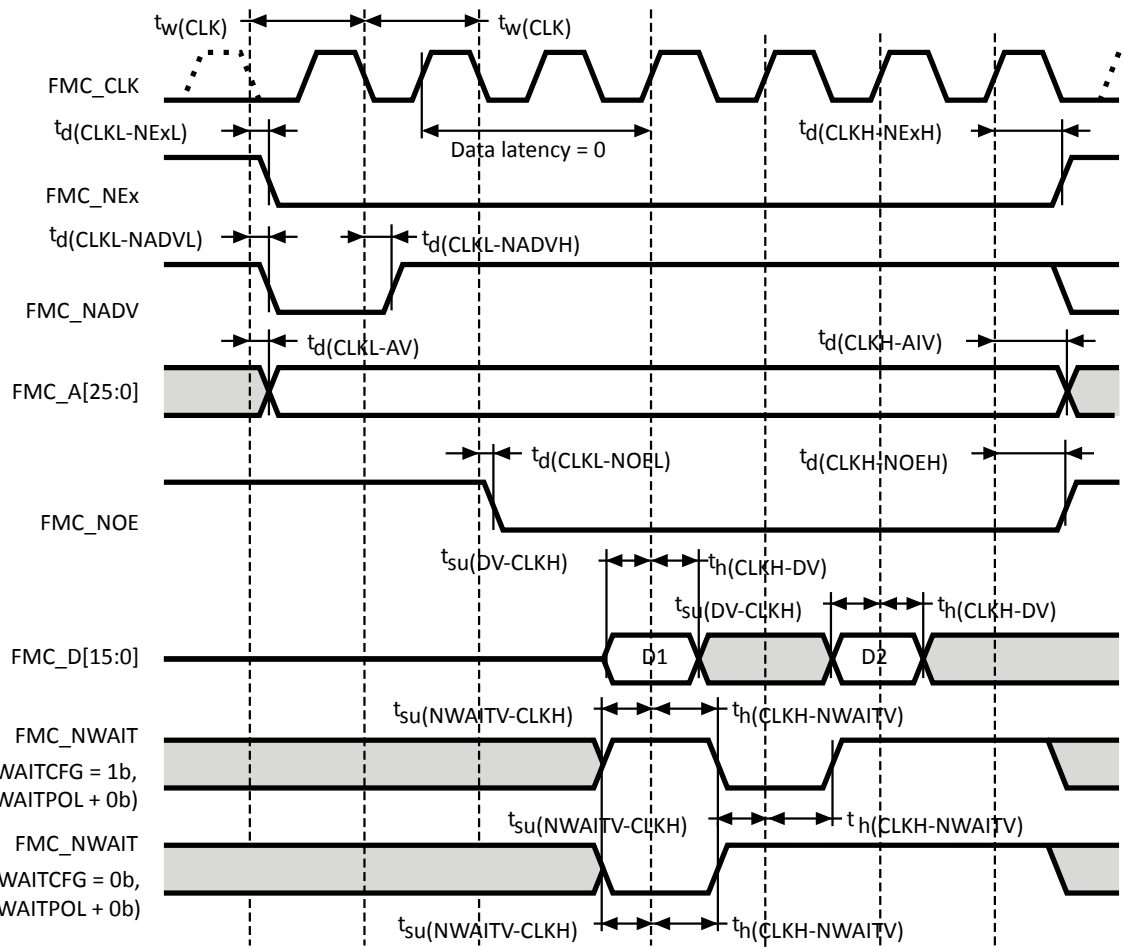 tw(CLK) tw(CLK)
FMC_CLK
td(CLKL-NExL) td(CLKH-NExH)
Data latency = 0
FMC_NEx
td(CLKL-NADVL) td(CLKL-NADVH)
FMC_NADV
td(CLKL-AV) td(CLKH-AIV)
FMC_A[25:0]
td(CLKL-NOEL) td(CLKH-NOEH)
FMC_NOE
tsu(DV-CLKH) th(CLKH-DV)
tsu(DV-CLKH) th(CLKH-DV)
FMC_D[15:0] D1 D2
tsu(NWAITV-CLKH) th(CLKH-NWAITV)
FMC_NWAIT
WAITCFG = 1b,
WAITPOL + 0b)
tsu(NWAITV-CLKH) th(CLKH-NWAITV)
FMC_NWAIT
WAITCFG = 0b,
WAITPOL + 0b)
tsu(NWAITV-CLKH) th(CLKH-NWAITV)